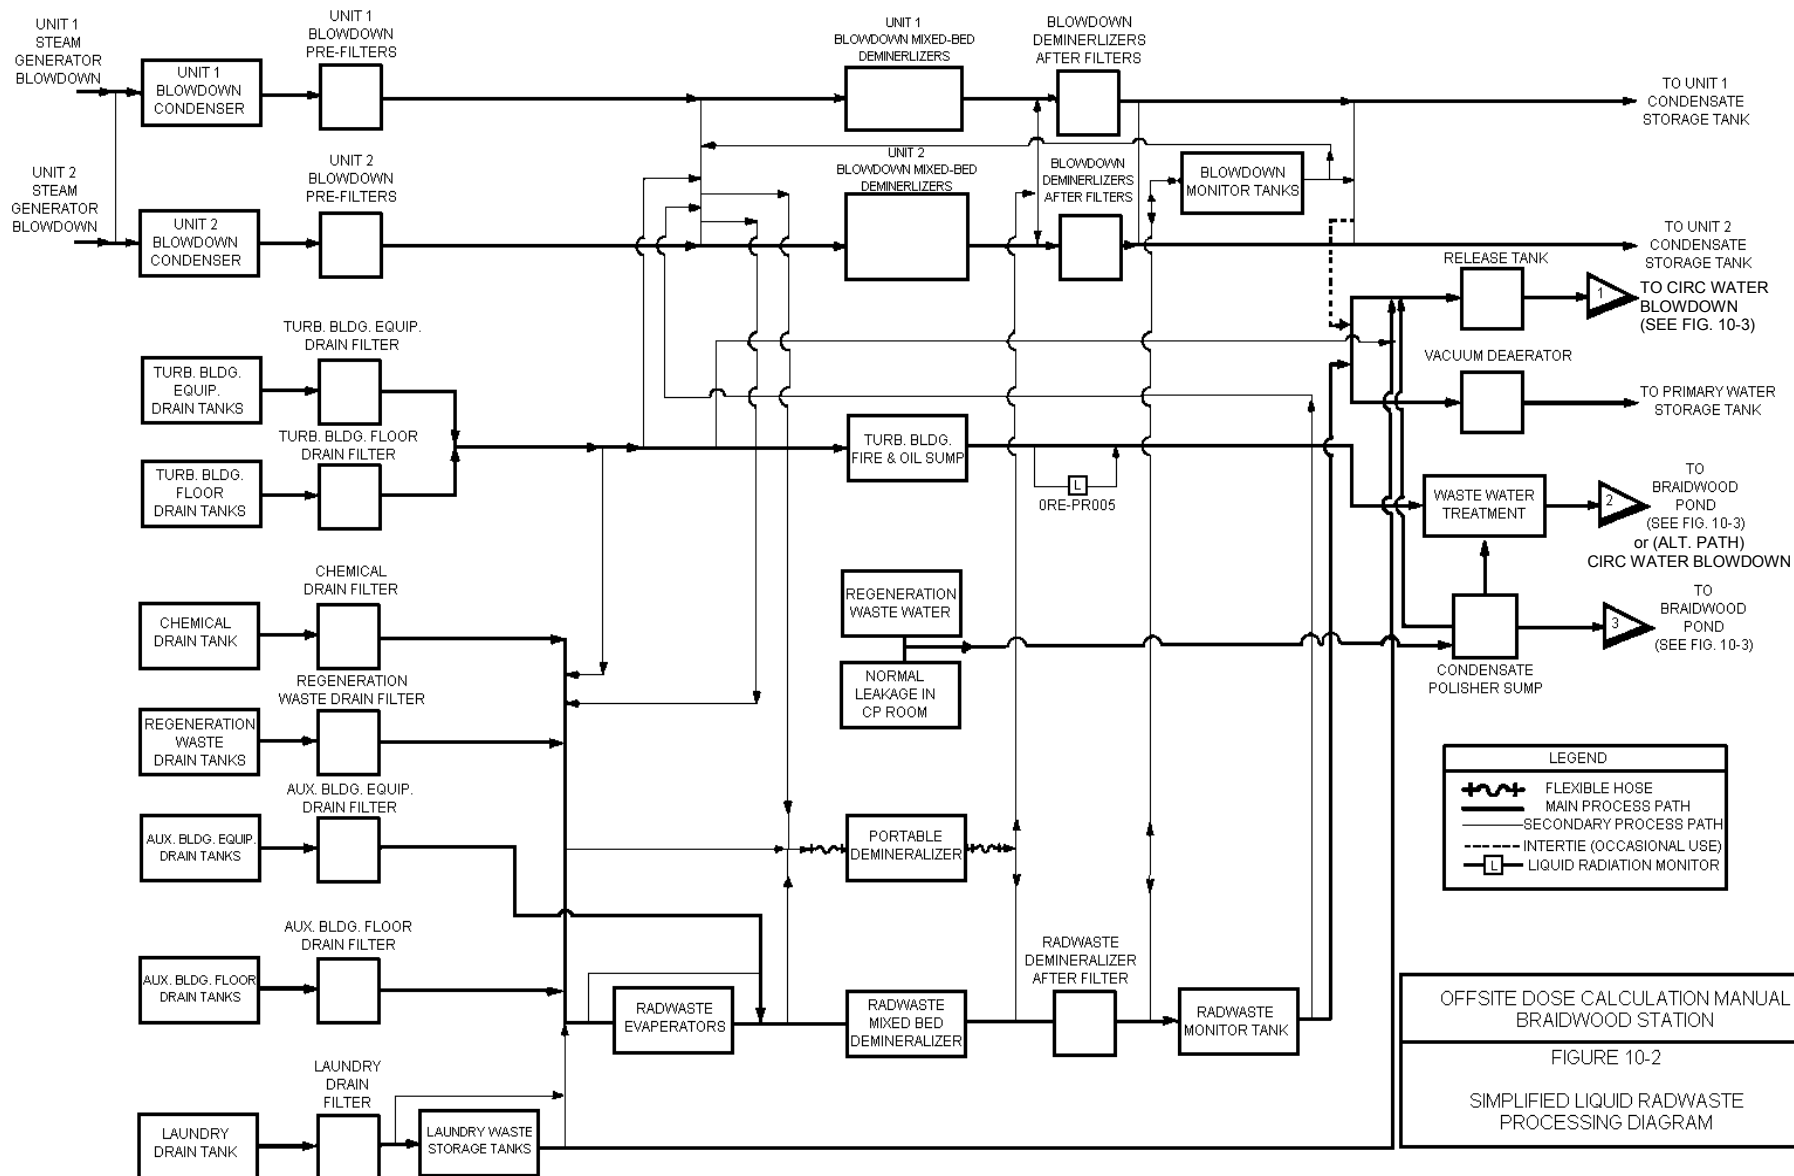 UNIT 1
STEAM
GENERATOR
BLOWDOWN
UNIT 1
BLOWDOWN
CONDENSER
UNIT 1
BLOWDOWN
PRE-FILTERS
UNIT 1
BLOWDOWN MIXED-BED
DEMINERLIZERS
BLOWDOWN
DEMINERLIZERS
AFTER FILTERS
TO UNIT 1
CONDENSATE
STORAGE TANK
UNIT 2
STEAM
GENERATOR
BLOWDOWN
UNIT 2
BLOWDOWN
CONDENSER
UNIT 2
BLOWDOWN
PRE-FILTERS
UNIT 2
BLOWDOWN MIXED-BED
DEMINERLIZERS
BLOWDOWN
DEMINERLIZERS
AFTER FILTERS
BLOWDOWN
MONITOR TANKS
TO UNIT 2
CONDENSATE
STORAGE TANK
RELEASE TANK
1
TO CIRC WATER
BLOWDOWN
(SEE FIG. 10-3)
TURB. BLDG. EQUIP.
DRAIN FILTER
TURB. BLDG.
EQUIP.
DRAIN TANKS
VACUUM DEAERATOR
TO PRIMARY WATER
STORAGE TANK
TURB. BLDG. FLOOR
DRAIN FILTER
TURB. BLDG.
FLOOR
DRAIN TANKS
TURB. BLDG.
FIRE & OIL SUMP
L
0RE-PR005
WASTE WATER
TREATMENT
2
TO
BRAIDWOOD
POND
(SEE FIG. 10-3)
or (ALT. PATH)
CIRC WATER BLOWDOWN
CHEMICAL
DRAIN FILTER
CHEMICAL
DRAIN TANK
REGENERATION
WASTE WATER
NORMAL
LEAKAGE IN
CP ROOM
CONDENSATE
POLISHER SUMP
3
TO
BRAIDWOOD
POND
(SEE FIG. 10-3)
REGENERATION
WASTE DRAIN FILTER
REGENERATION
WASTE
DRAIN TANKS
AUX. BLDG. EQUIP.
DRAIN FILTER
AUX. BLDG. EQUIP.
DRAIN TANKS
PORTABLE
DEMINERALIZER
LEGEND
FLEXIBLE HOSE
MAIN PROCESS PATH
SECONDARY PROCESS PATH
INTERTIE (OCCASIONAL USE)
L
LIQUID RADIATION MONITOR
AUX. BLDG. FLOOR
DRAIN FILTER
AUX. BLDG. FLOOR
DRAIN TANKS
RADWASTE
EVAPERATORS
RADWASTE
MIXED BED
DEMINERALIZER
RADWASTE
DEMINERALIZER
AFTER FILTER
RADWASTE
MONITOR TANK
LAUNDRY
DRAIN
FILTER
LAUNDRY
DRAIN TANK
LAUNDRY WASTE
STORAGE TANKS
OFFSITE DOSE CALCULATION MANUAL
BRAIDWOOD STATION
FIGURE 10-2
SIMPLIFIED LIQUID RADWASTE
PROCESSING DIAGRAM